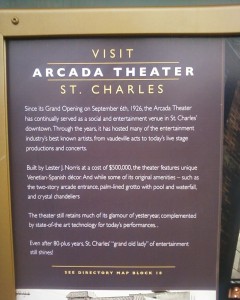 VISIT
ARCADA THEATER
ST. CHARLES
Since its Grand Opening on September 6th, 1926, the Arcada Theater
has continually served as a social and entertainment venue in St. Charles'
downtown. Through the years, it has hosted many of the entertainment
industry's best known artists, from vaudeville acts to today's live stage
productions and concerts.
Built by Lester J. Norris at a cost of $500,000, the theater features unique
Venetian-Spanish décor. And while some of its original amenities – such as
the two-story arcade entrance, palm-lined grotto with pool and waterfall,
and crystal chandeliers
The theater still retains much of its glamour of yesteryear, complemented
by state-of-the-art technology for today's performances..
Even after 80-plus years, St. Charles' "grand old lady" of entertainment
still shines!
SEE DIRECTORY MAP BLOCK 10